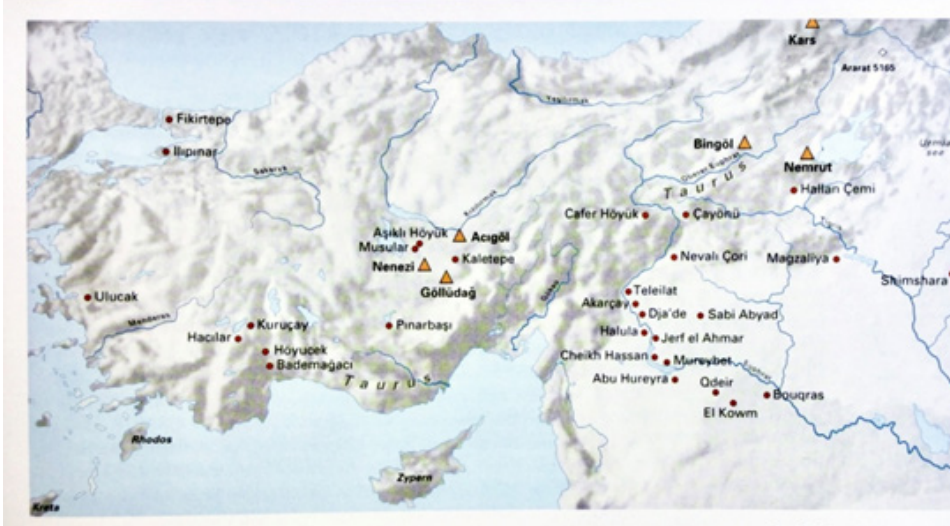 Kars
Ararat 5165
Yeşilırmak
Fikirtepe
Ilıpınar
Sakarya
Bingöl
Nemrut
Taurus
Hallan Çemi
Kızılırmak
Cafer Höyük
Çayönü
Aşıklı Höyük
Acıgöl
Musular
Kaletepe
Nenezi
Göllüdağ
Nevalı Çori
Magzaliya
Shimshara
Ulucak
Menderes
Teleilat
Akarçay
Dja'de
Sabi Abyad
Kuruçay
Hacılar
Pınarbaşı
Halula
Jerf el Ahmar
Höyücek
Bademağacı
Cheikh Hassan
Mureybet
Taurus
Abu Hureyra
Qdeir
Bouqras
El Kowm
Rhodos
Zypern
Kreta